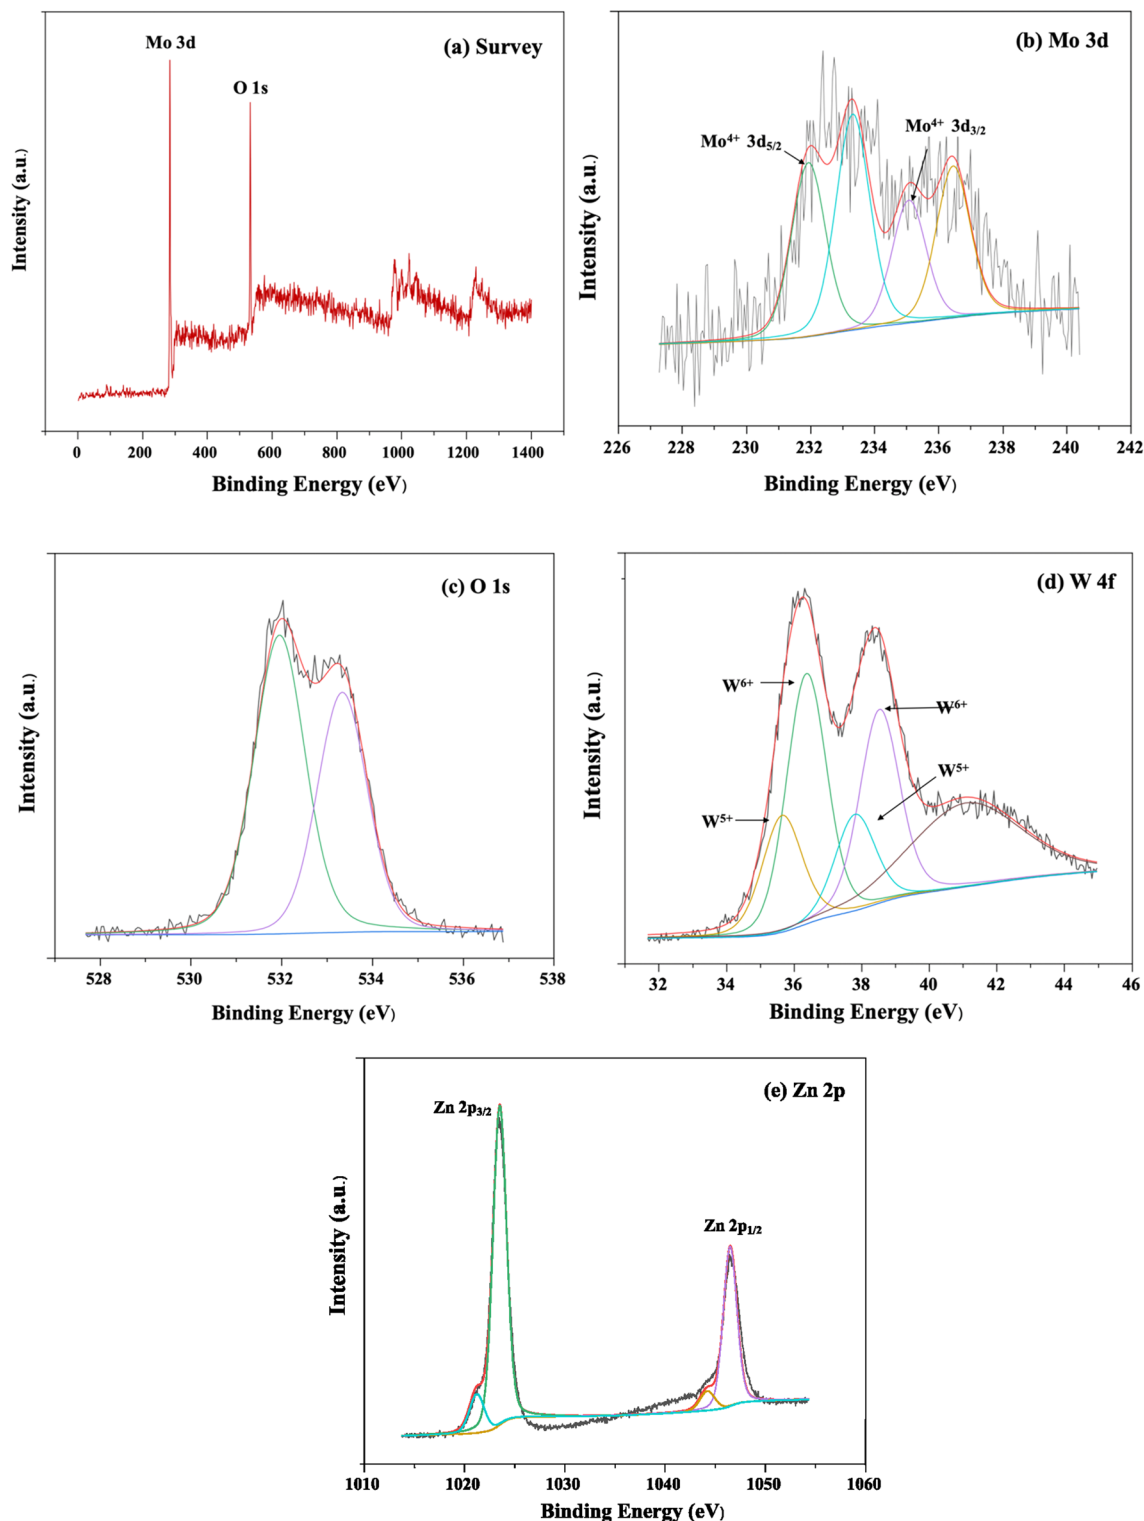 (a) Survey
Mo 3d
O 1s
Intensity (a.u.)
0 200 400 600 800 1000 1200 1400
Binding Energy (eV)
(b) Mo 3d
Mo⁴⁺ 3d₅/₂
Mo⁴⁺ 3d₃/₂
Intensity (a.u.)
226 228 230 232 234 236 238 240 242
Binding Energy (eV)
(c) O 1s
Intensity (a.u.)
528 530 532 534 536 538
Binding Energy (eV)
(d) W 4f
W⁶⁺
W⁶⁺
W⁵⁺
W⁵⁺
Intensity (a.u.)
32 34 36 38 40 42 44 46
Binding Energy (eV)
(e) Zn 2p
Zn 2p₃/₂
Zn 2p₁/₂
Intensity (a.u.)
1010 1020 1030 1040 1050 1060
Binding Energy (eV)